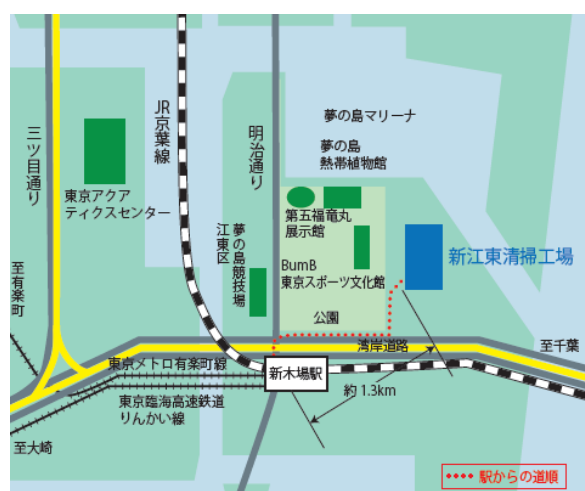 夢の島マリーナ
夢の島
熱帯植物館
JR京葉線
明治通り
三ツ目通り
東京アクア
ティクスセンター
第五福竜丸
展示館
夢の島競技場
江東区
新江東清掃工場
BumB
東京スポーツ文化館
至有楽
町
公園
湾岸道路
至千葉
東京メトロ有楽町線
新木場駅
約1.3km
東京臨海高速鉄道
りんかい線
至大崎
駅からの道順